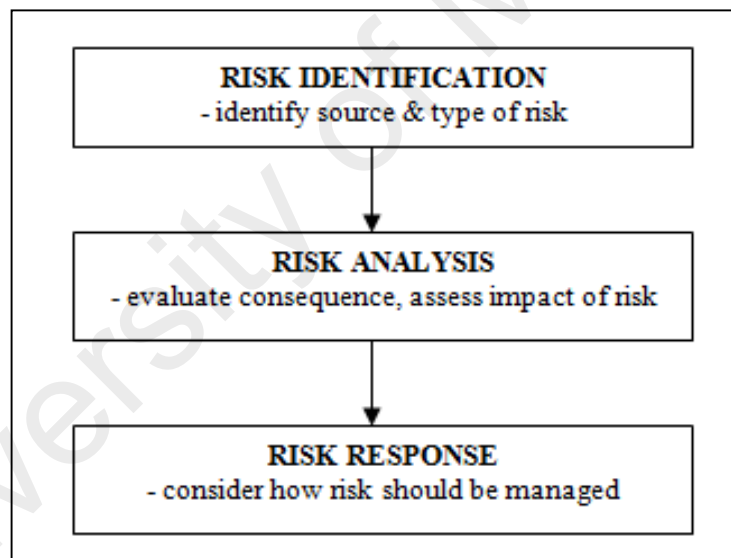 RISK IDENTIFICATION
- identify source & type of risk
RISK ANALYSIS
- evaluate consequence, assess impact of risk
RISK RESPONSE
- consider how risk should be managed